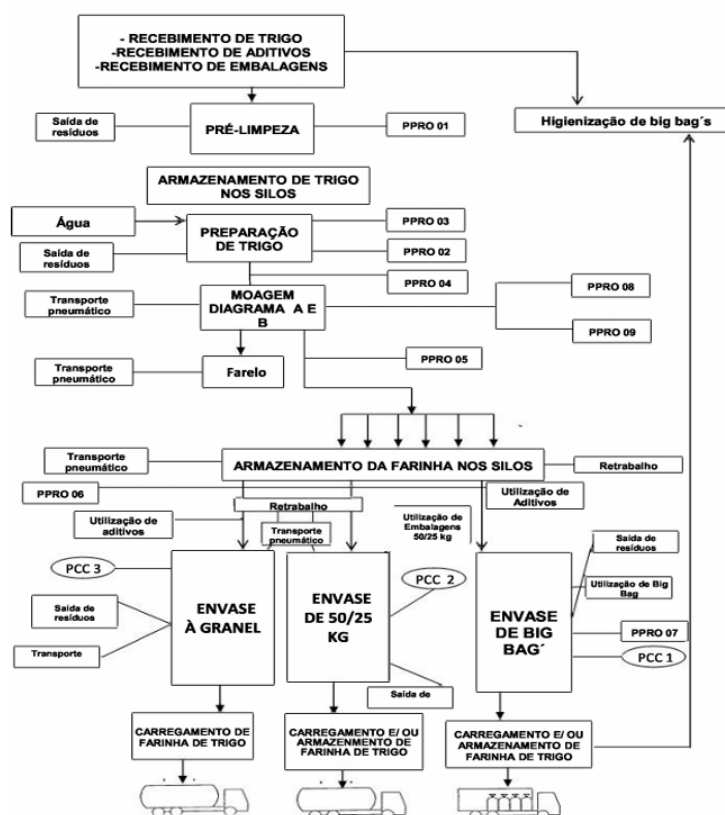 - RECEBIMENTO DE TRIGO
-RECEBIMENTO DE ADITIVOS
-RECEBIMENTO DE EMBALAGENS
Saída de
resíduos
PRÉ-LIMPEZA
PPRO 01
Higienização de big bag´s
ARMAZENAMENTO DE TRIGO
NOS SILOS
Água
PREPARAÇÃO
DE TRIGO
PPRO 03
Saída de
resíduos
PPRO 02
PPRO 04
Transporte
pneumático
MOAGEM
DIAGRAMA A E
B
PPRO 08
PPRO 09
Transporte
pneumático
Farelo
PPRO 05
Transporte
pneumático
ARMAZENAMENTO DA FARINHA NOS SILOS
Retrabalho
PPRO 06
Utilização de
Aditivos
Retrabalho
Utilização de
aditivos
Transporte
pneumático
Utilização de
Embalagens
50/25 kg
Saída de
resíduos
PCC 3
ENVASE
À GRANEL
ENVASE
DE 50/25
KG
PCC 2
ENVASE
DE BIG
BAG´
Utilização de Big
Bag
Saída de
resíduos
PPRO 07
Transporte
PCC 1
Saída de
CARREGAMENTO DE
FARINHA DE TRIGO
CARREGAMENTO E/ OU
ARMAZENMENTO DE
FARINHA DE TRIGO
CARREGAMENTO E/ OU
ARMAZENAMENTO DE
FARINHA DE TRIGO